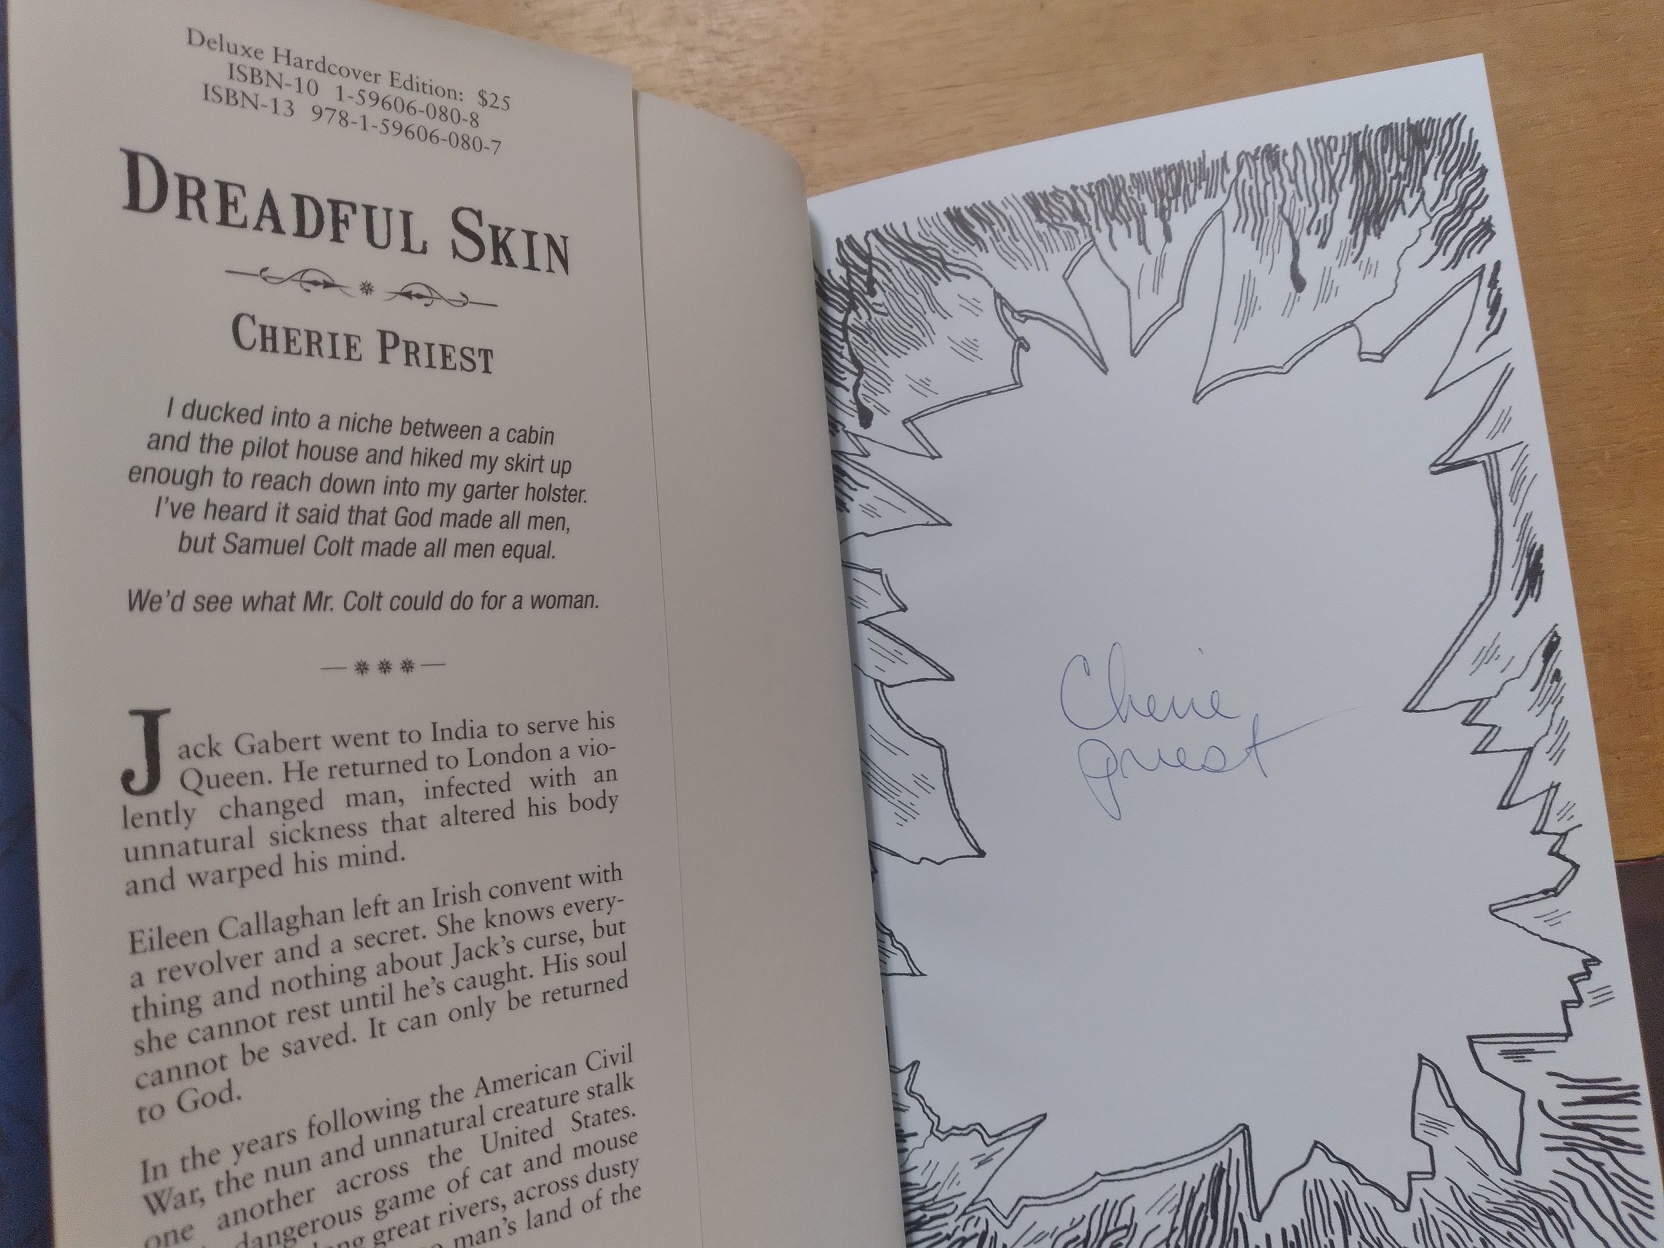 Deluxe Hardcover Edition: $25
ISBN-10 1-59606-080-8
ISBN-13 978-1-59606-080-7
DREADFUL SKIN
CHERIE PRIEST
I ducked into a niche between a cabin
and the pilot house and hiked my skirt up
enough to reach down into my garter holster.
I've heard it said that God made all men,
but Samuel Colt made all men equal.
We'd see what Mr. Colt could do for a woman.
Jack Gabert went to India to serve his
Queen. He returned to London a vio-
lently changed man, infected with an
unnatural sickness that altered his body
and warped his mind.
Eileen Callaghan left an Irish convent with
a revolver and a secret. She knows every-
thing and nothing about Jack's curse, but
she cannot rest until he's caught. His soul
cannot be saved. It can only be returned
to God.
In the years following the American Civil
War, the nun and unnatural creature stalk
one another across the United States.
dangerous game of cat and mouse
great rivers, across dusty
man's land of the
Cherie
Priest